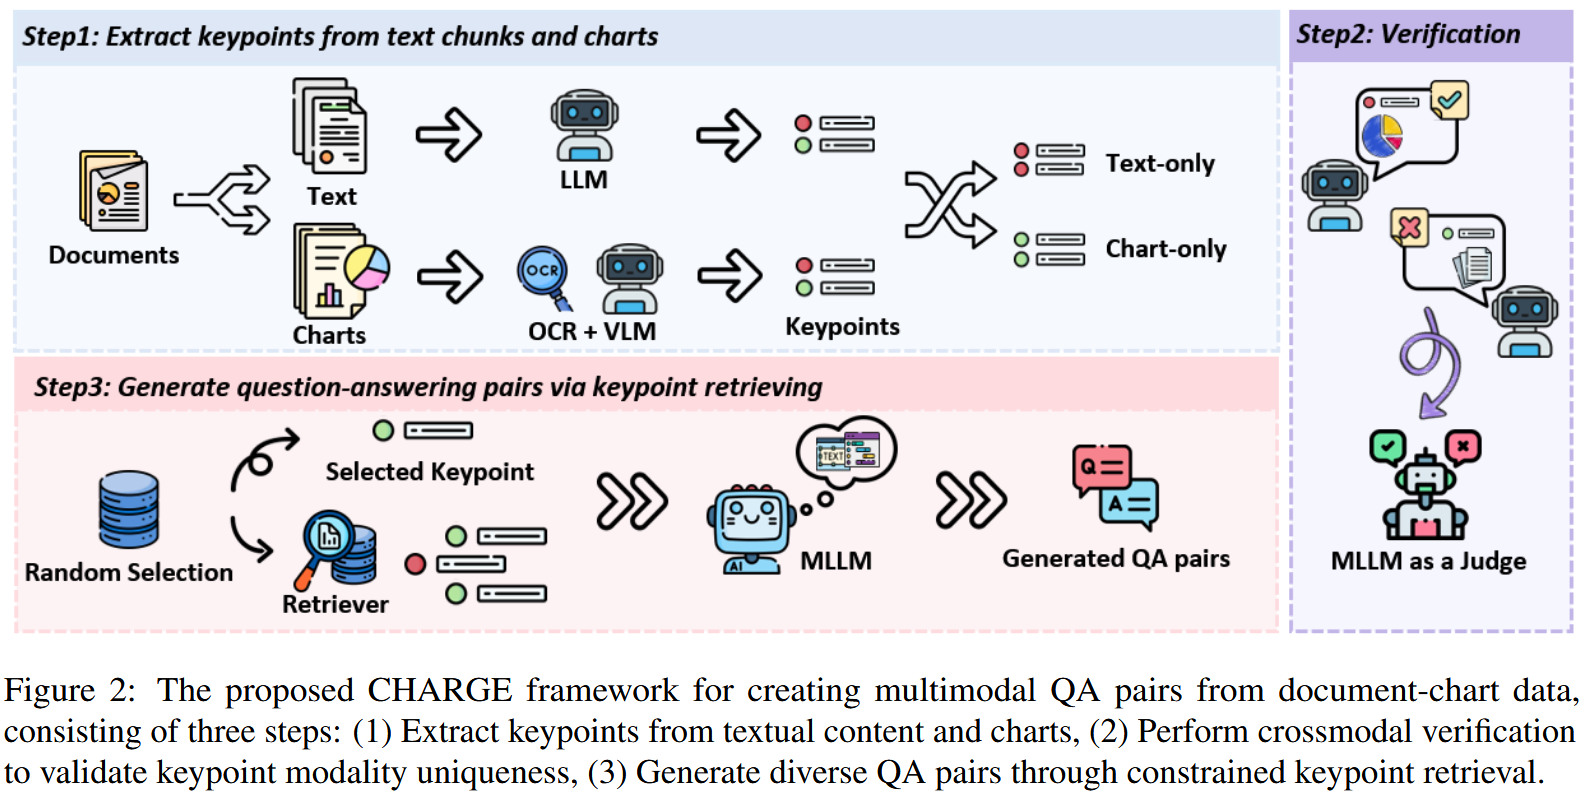 Step1: Extract keypoints from text chunks and charts
Documents
Text
LLM
Text-only
Charts
OCR
OCR + VLM
Keypoints
Chart-only
Step2: Verification
MLLM as a Judge
Step3: Generate question-answering pairs via keypoint retrieving
Random Selection
Selected Keypoint
Retriever
TEXT
AI
MLLM
Q
A
Generated QA pairs
Figure 2: The proposed CHARGE framework for creating multimodal QA pairs from document-chart data,
consisting of three steps: (1) Extract keypoints from textual content and charts, (2) Perform crossmodal verification
to validate keypoint modality uniqueness, (3) Generate diverse QA pairs through constrained keypoint retrieval.